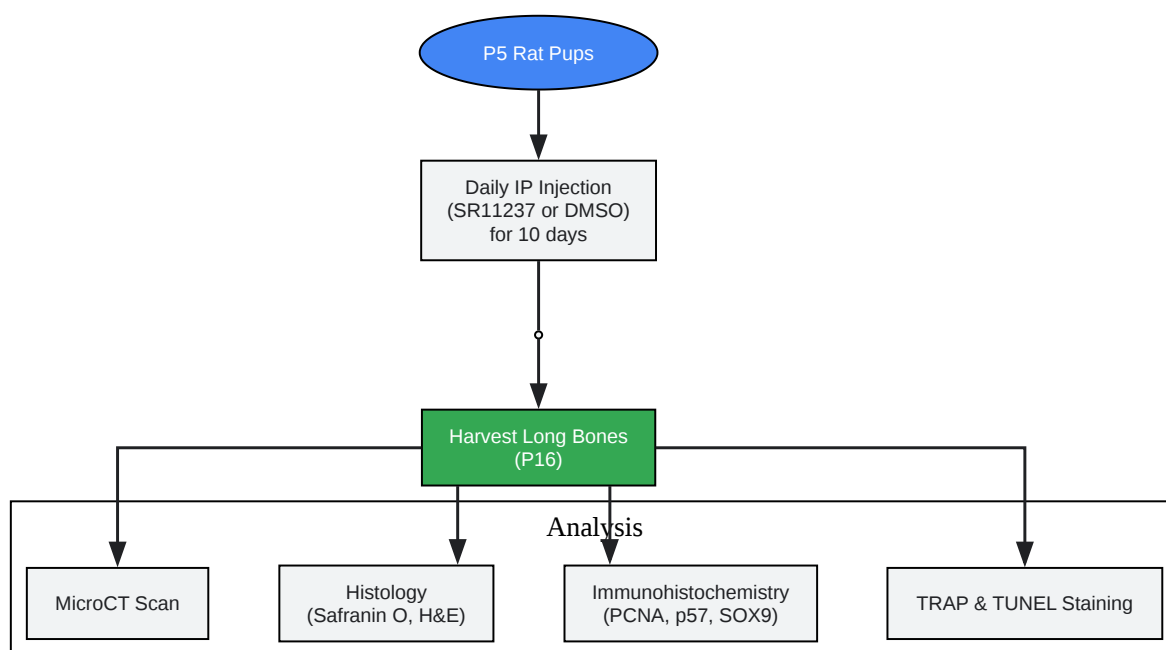 P5 Rat Pups
Daily IP Injection
(SR11237 or DMSO)
for 10 days
Harvest Long Bones
(P16)
Analysis
MicroCT Scan
Histology
(Safranin O, H&E)
Immunohistochemistry
(PCNA, p57, SOX9)
TRAP & TUNEL Staining